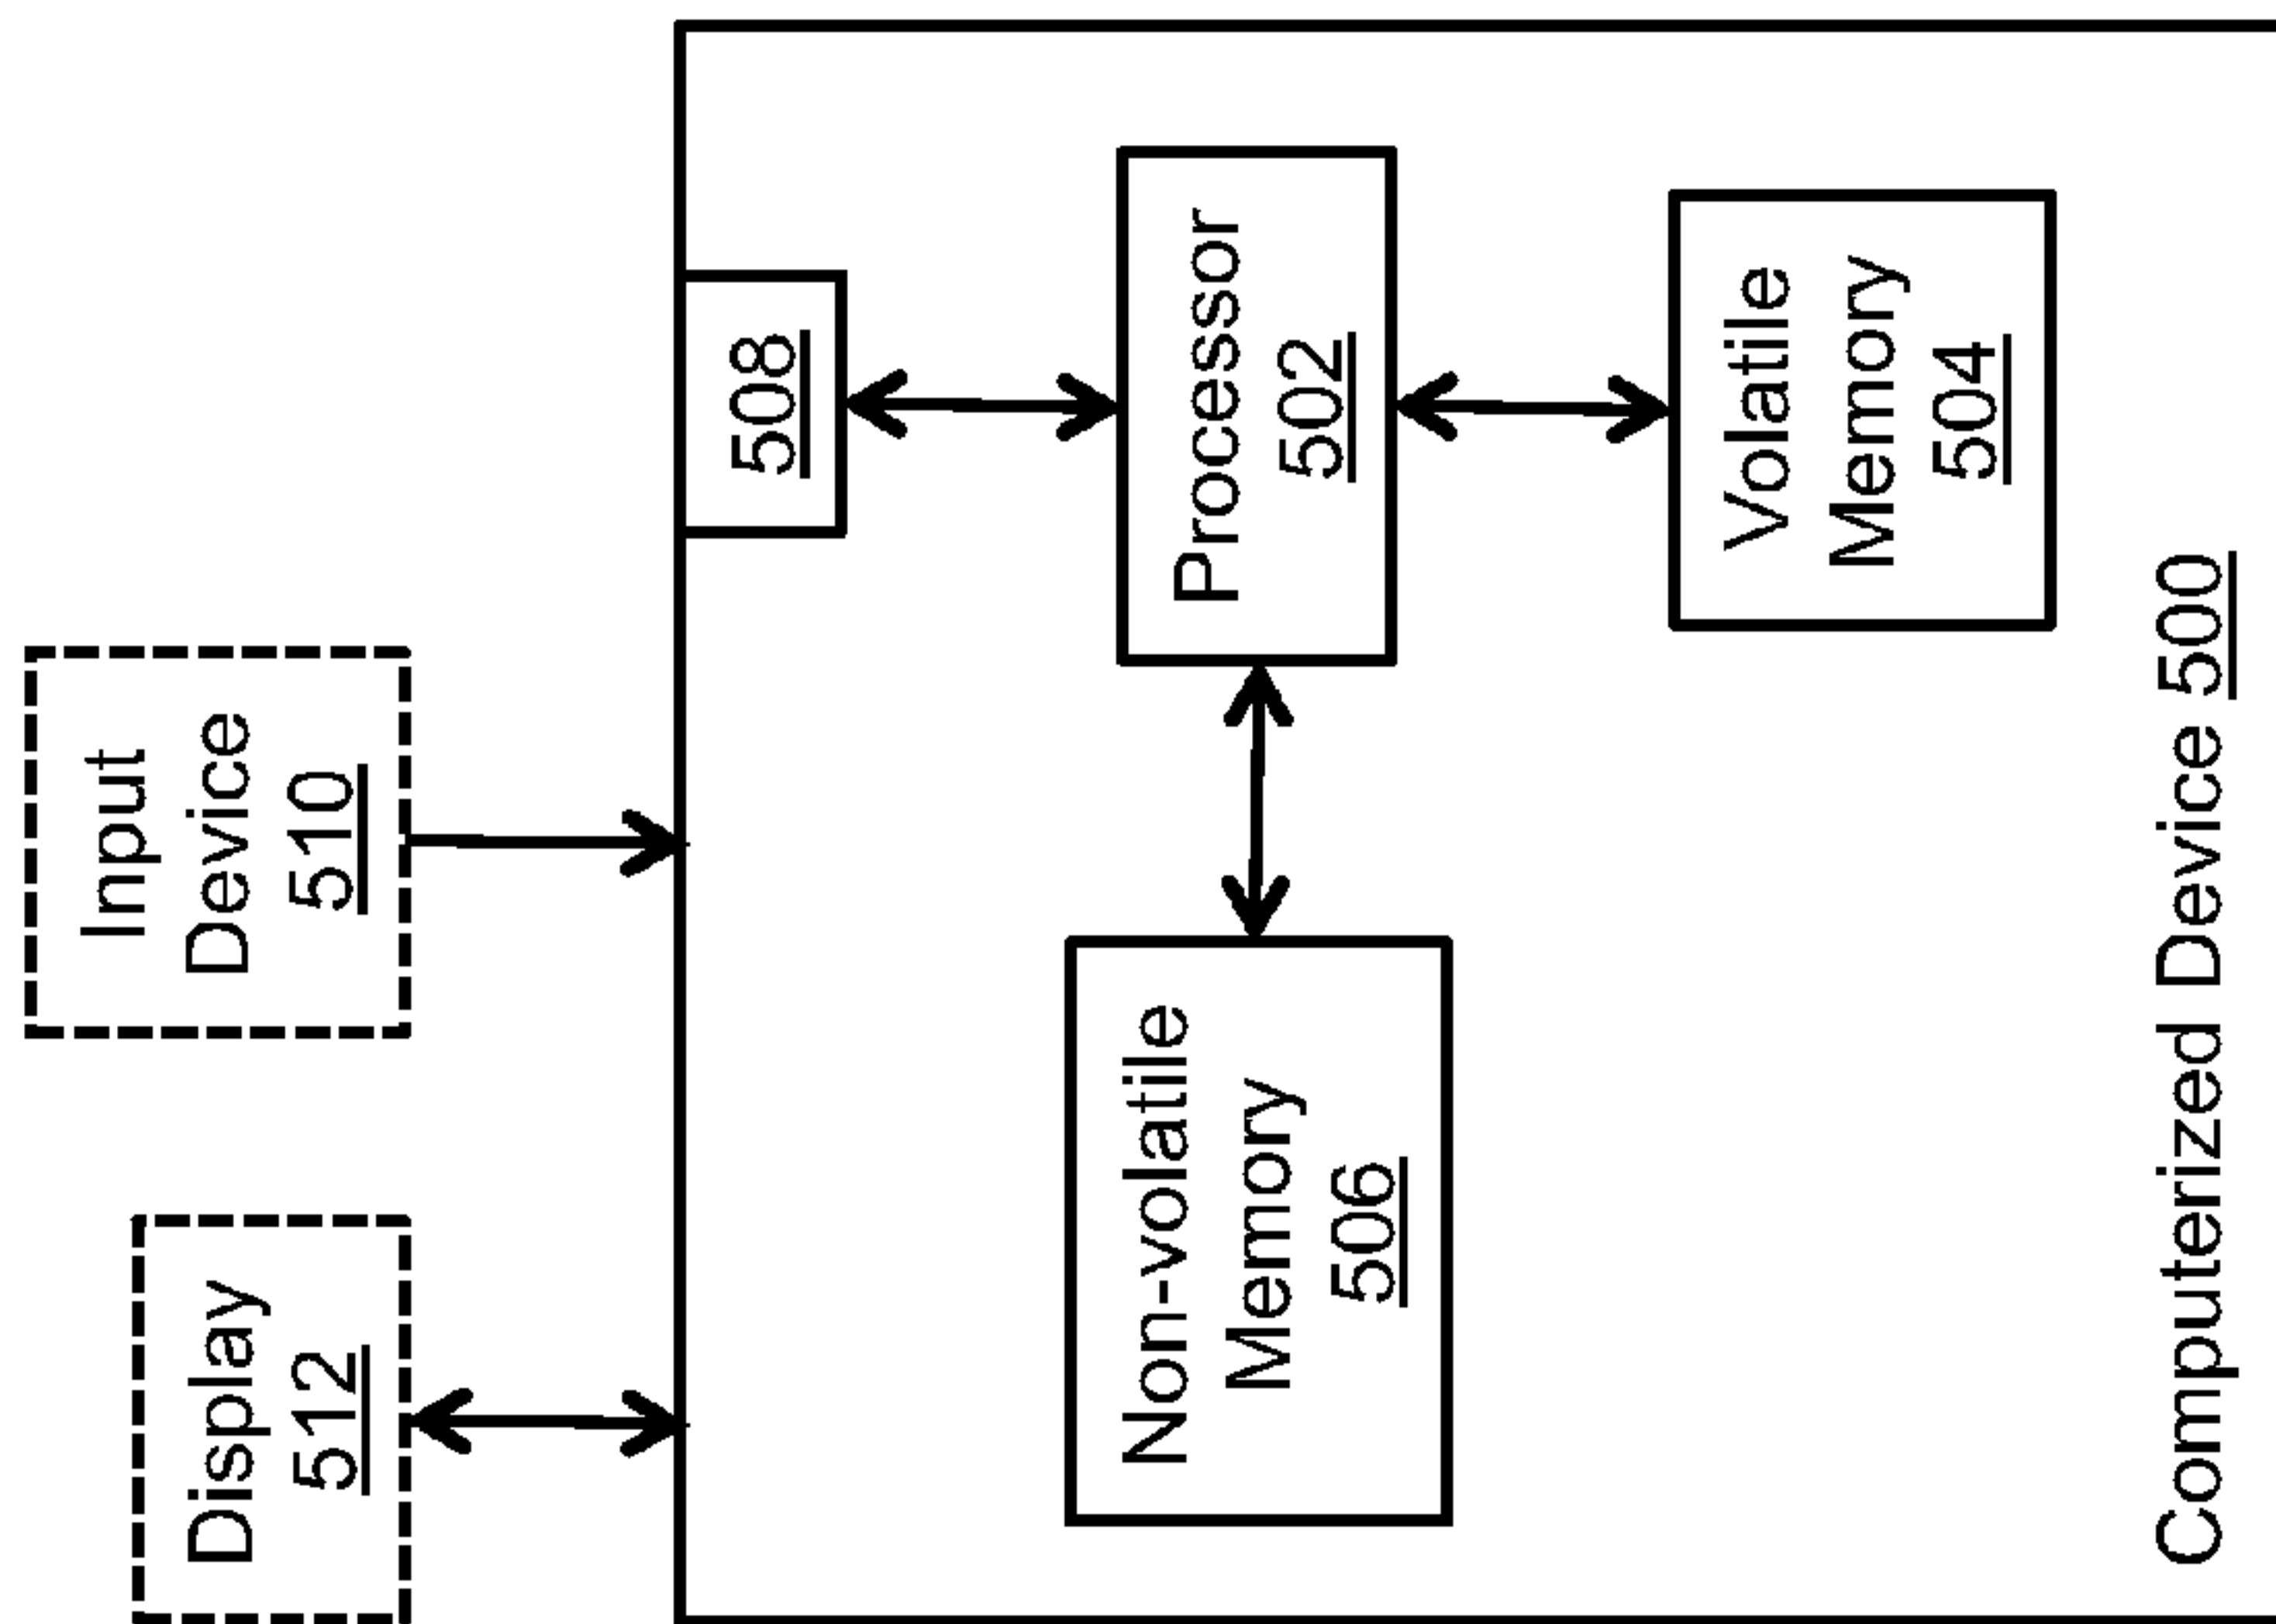 Display
512
Input
Device
510
508
Non-volatile
Memory
506
Processor
502
Volatile
Memory
504
Computerized Device 500